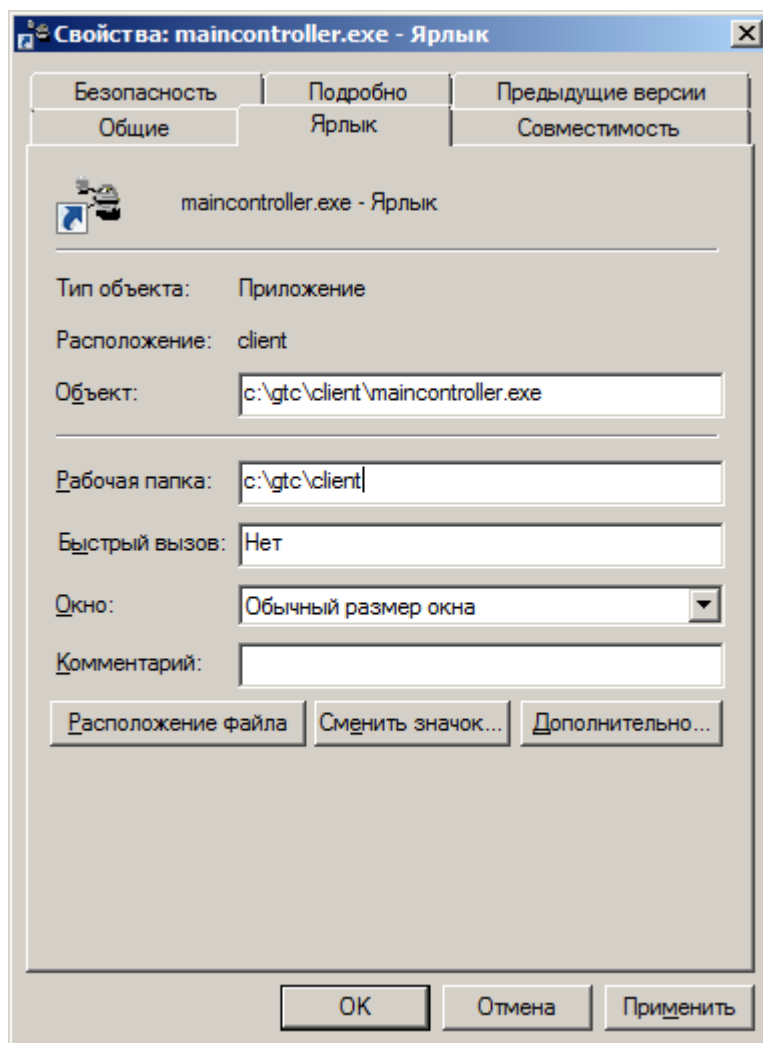 Свойства: maincontroller.exe - Ярлык
Безопасность Подробно Предыдущие версии
Общие Ярлык Совместимость
maincontroller.exe - Ярлык
Тип объекта: Приложение
Расположение: client
Объект: c:\gtc\client\maincontroller.exe
Рабочая папка: c:\gtc\client
Быстрый вызов: Нет
Окно: Обычный размер окна
Комментарий:
Расположение файла Сменить значок... Дополнительно...
OK Отмена Применить